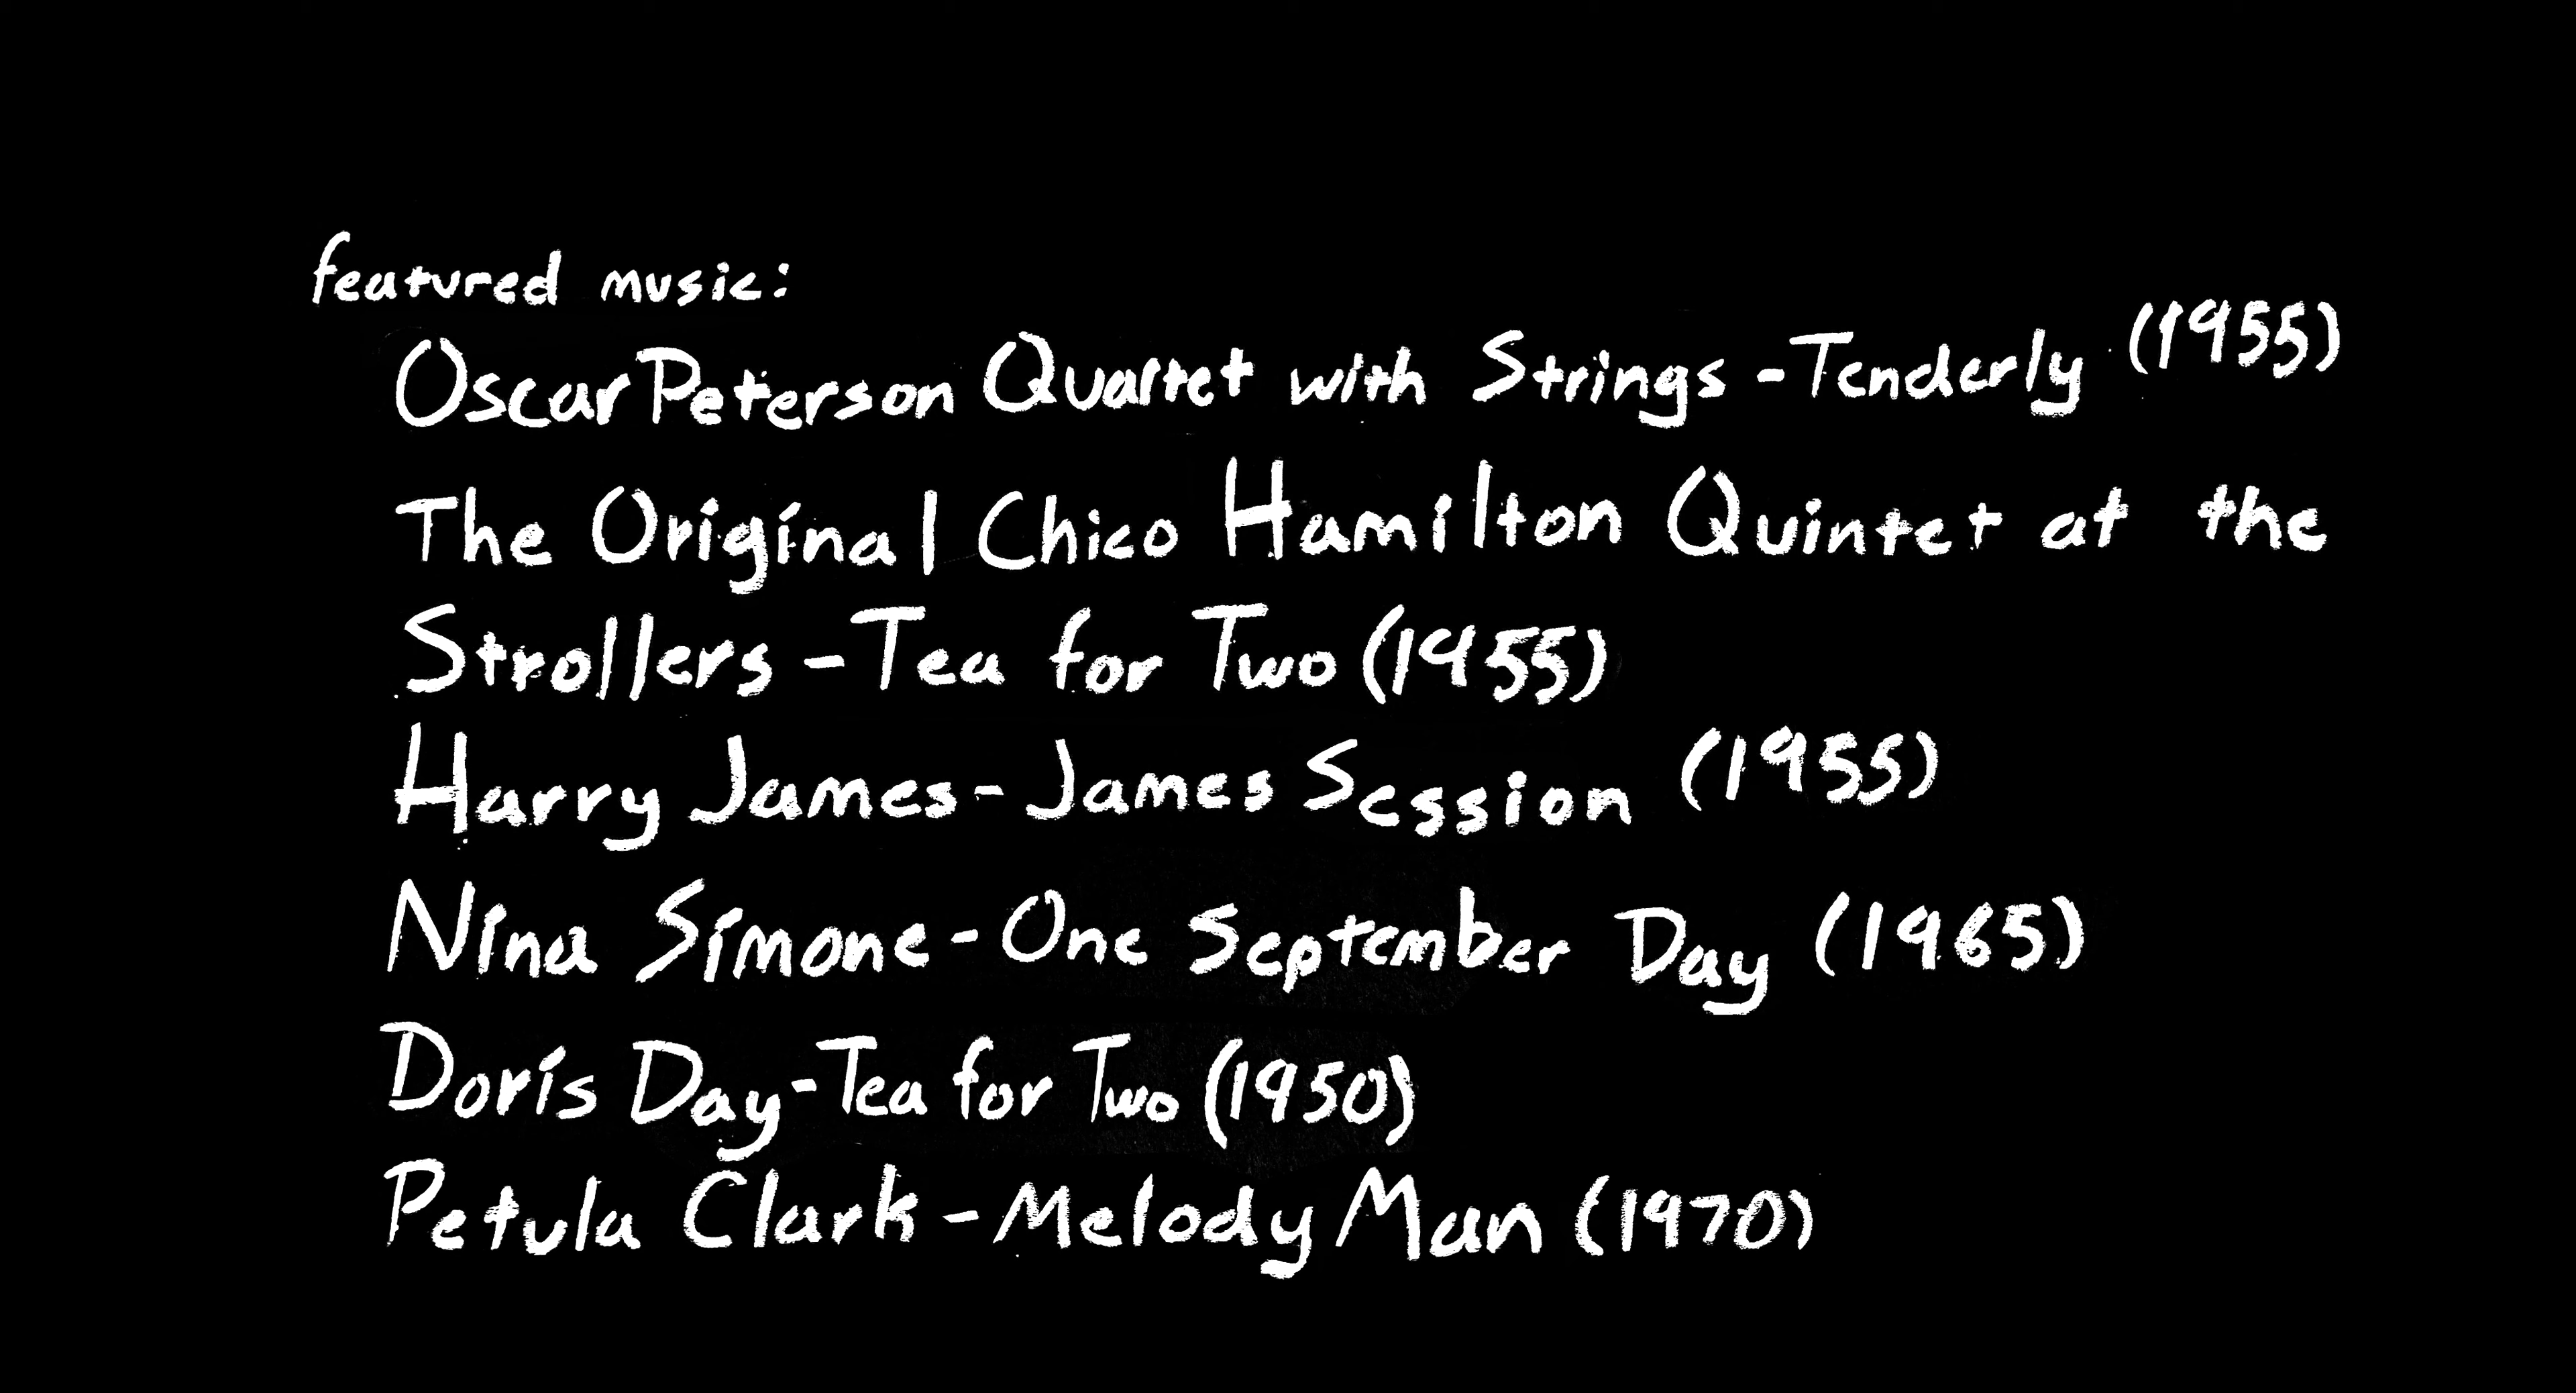 featured music:
Oscar Peterson Quartet with Strings - Tenderly (1955)
The Original Chico Hamilton Quintet at the
Strollers - Tea for Two (1955)
Harry James - James Session (1955)
Nina Simone - One September Day (1965)
Doris Day - Tea for Two (1950)
Petula Clark - Melody Man (1970)